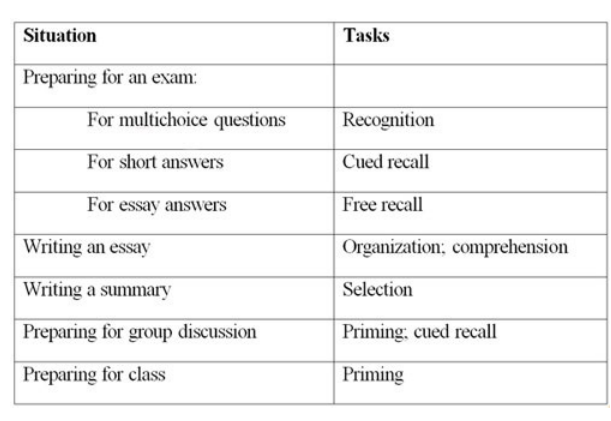 Situation Tasks
Preparing for an exam:
For multichoice questions Recognition
For short answers Cued recall
For essay answers Free recall
Writing an essay Organization; comprehension
Writing a summary Selection
Preparing for group discussion Priming; cued recall
Preparing for class Priming